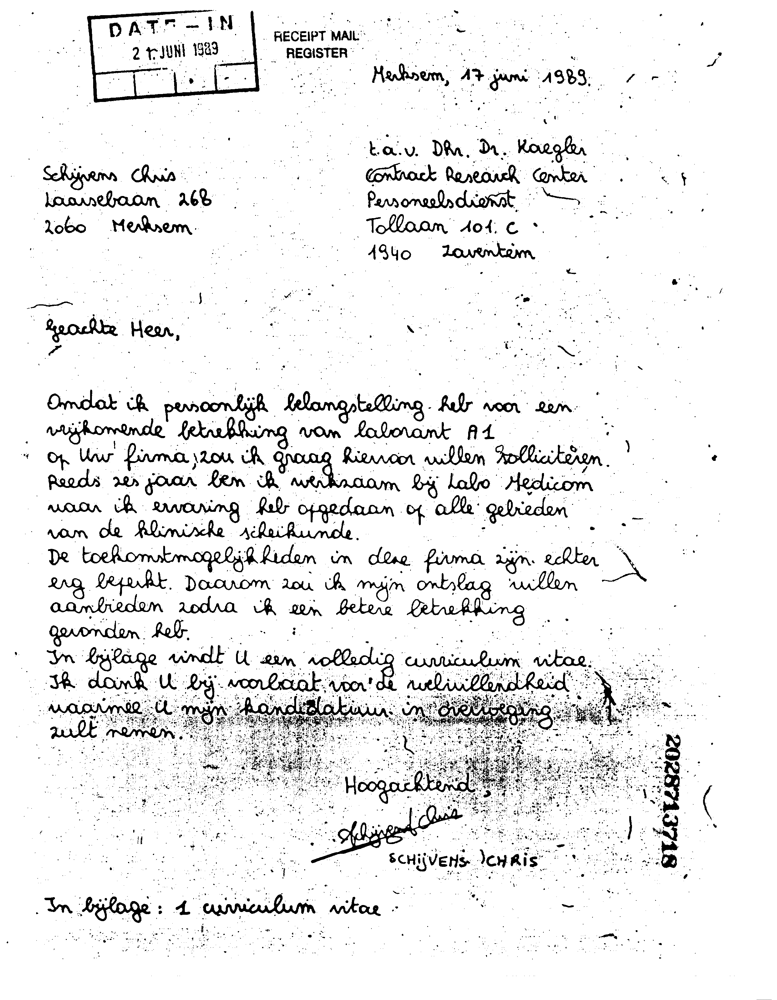 DATE-IN
21 JUNI 1989
RECEIPT MAIL
REGISTER
Merksem, 17 juni 1989.
t.a.v. Dhr. Dr. Kaegler
Contract Research Center
Personeelsdienst
Tollaan 101. C
1940 Zaventem
Schijvens Chris
Laarsebaan 268
2060 Merksem
Geachte Heer,
Omdat ik persoonlijk belangstelling heb voor een
vrijkomende betrekking van laborant A1
op Uw firma, zou ik graag hiervoor willen solliciteren.
Reeds zes jaar ben ik werkzaam bij Labo Medicom
waar ik ervaring heb opgedaan op alle gebieden
van de klinische scheikunde.
De toekomstmogelijkheden in deze firma zijn echter
erg beperkt. Daarom zou ik mijn ontslag willen
aanbieden zodra ik een betere betrekking
gevonden heb.
In bijlage vindt U een volledig curriculum vitae.
Ik dank U bij voorbaat voor de welwillendheid
waarmee U mijn kandidatuur in overweging
zult nemen.
Hoogachtend,
Schijvens Chris
SCHIJVENS CHRIS
In bijlage: 1 curriculum vitae
2028713718